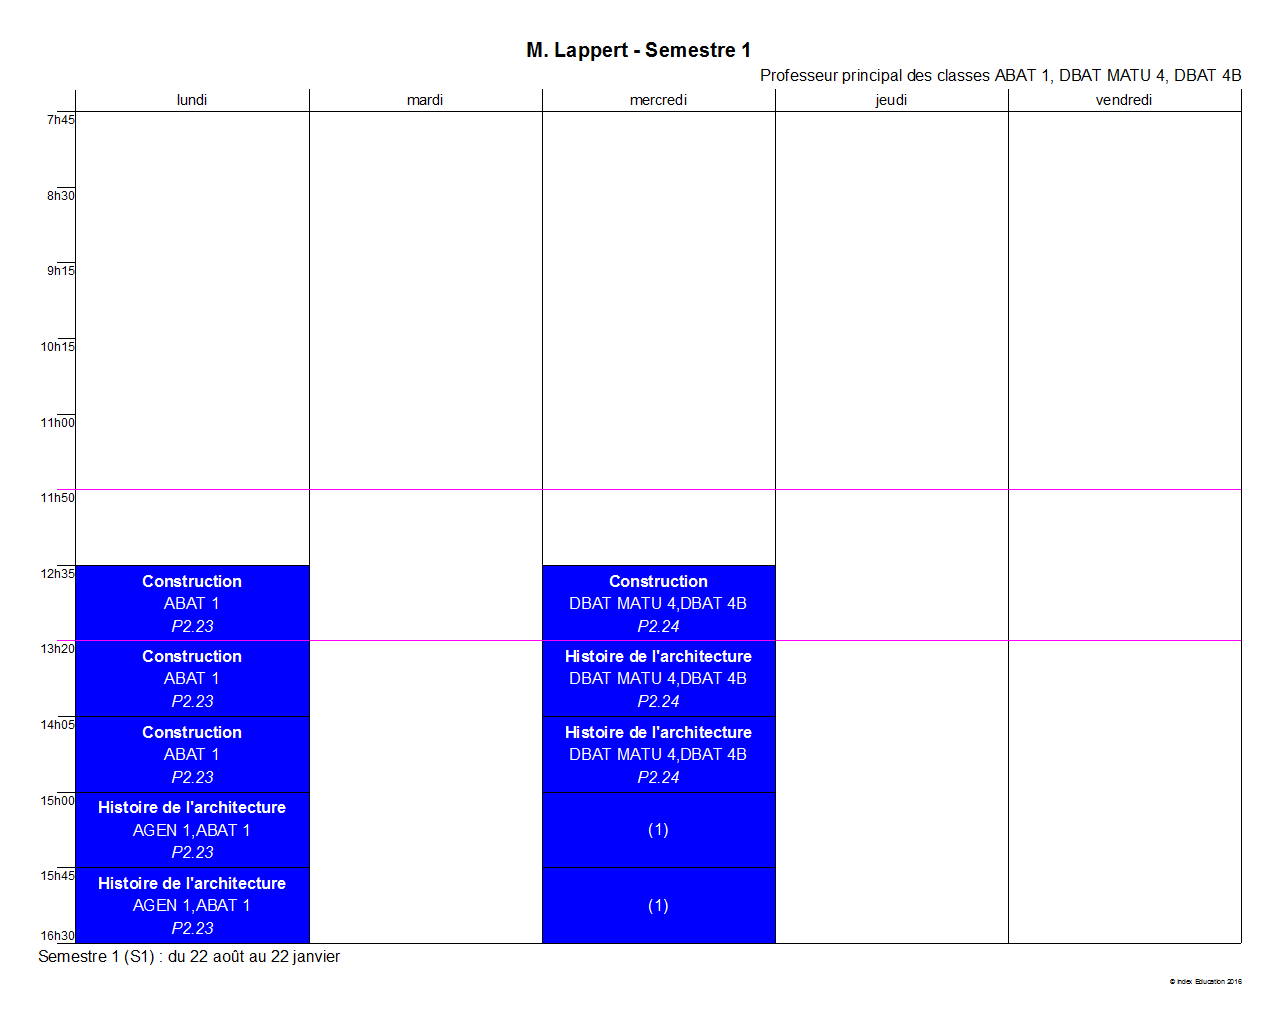 M. Lappert - Semestre 1
Professeur principal des classes ABAT 1, DBAT MATU 4, DBAT 4B
lundi mardi mercredi jeudi vendredi
7h45
8h30
9h15
10h15
11h00
11h50
12h35
Construction Construction
ABAT 1 DBAT MATU 4,DBAT 4B
P2.23 P2.24
13h20
Construction Histoire de l'architecture
ABAT 1 DBAT MATU 4,DBAT 4B
P2.23 P2.24
14h05
Construction Histoire de l'architecture
ABAT 1 DBAT MATU 4,DBAT 4B
P2.23 P2.24
15h00
Histoire de l'architecture
AGEN 1,ABAT 1 (1)
P2.23
15h45
Histoire de l'architecture
AGEN 1,ABAT 1 (1)
P2.23
16h30
Semestre 1 (S1) : du 22 août au 22 janvier
© Index Education 2016